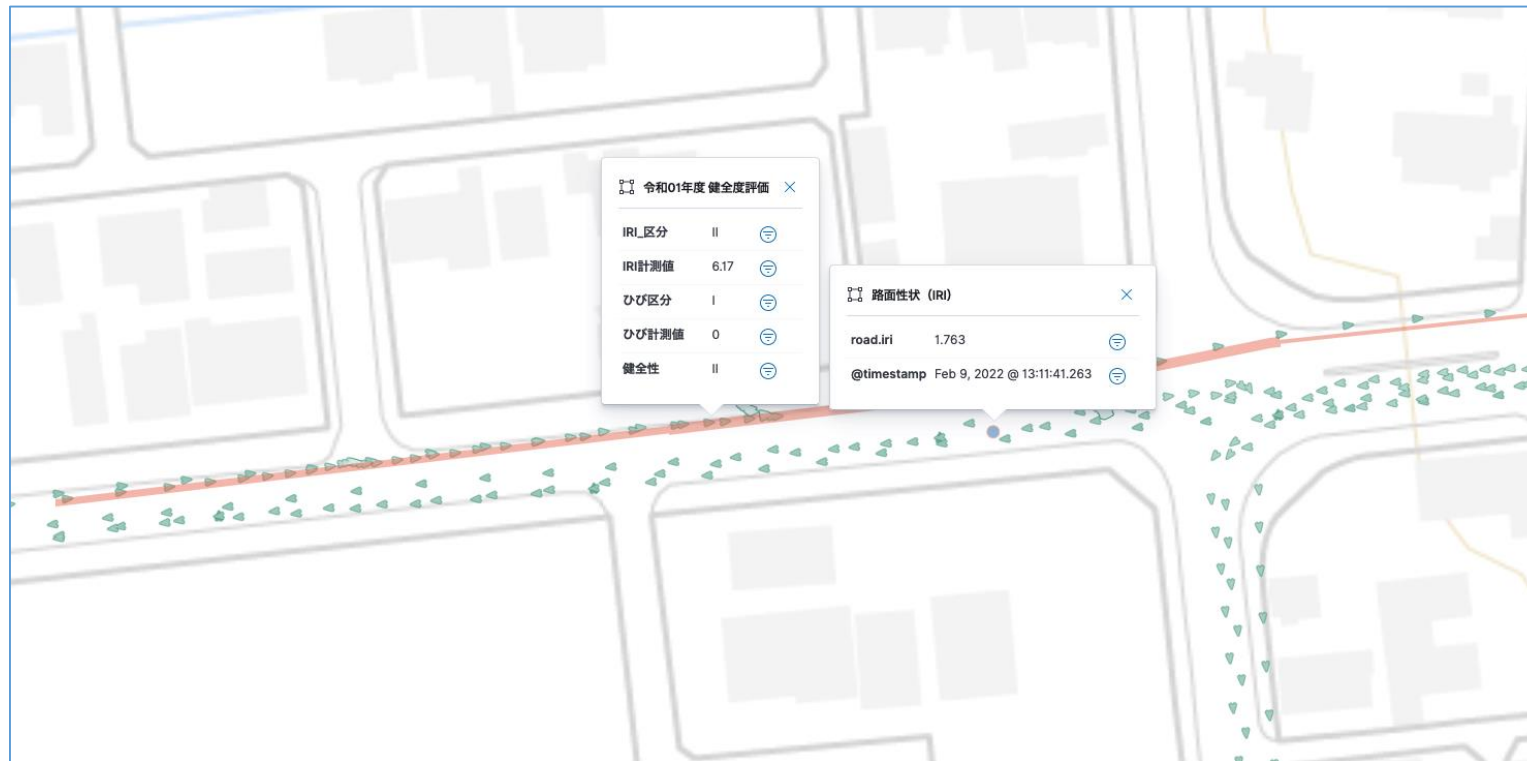 令和01年度 健全度評価
IRI_区分 II
IRI計測値 6.17
ひび区分 I
ひび計測値 0
健全性 II
路面性状（IRI）
road.iri 1.763
@timestamp Feb 9, 2022 @ 13:11:41.263